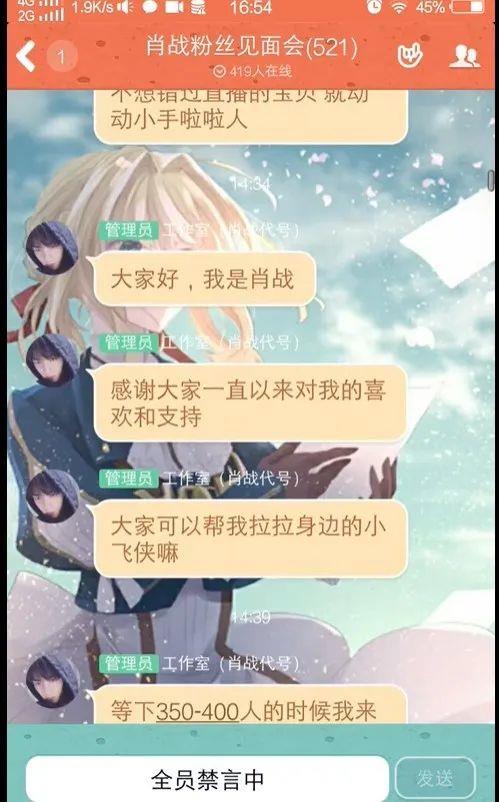 4G 1.9K/s 16:54 45%
2G
1 肖战粉丝见面会(521)
419人在线
不想错过直播的宝贝 就动
动小手啦啦人
14:34
管理员 工作室（肖战代号）
大家好，我是肖战
管理员 工作室（肖战代号）
感谢大家一直以来对我的喜
欢和支持
管理员 工作室（肖战代号）
大家可以帮我拉拉身边的小
飞侠嘛
14:39
管理员 工作室（肖战代号）
等下350-400人的时候我来
全员禁言中 发送